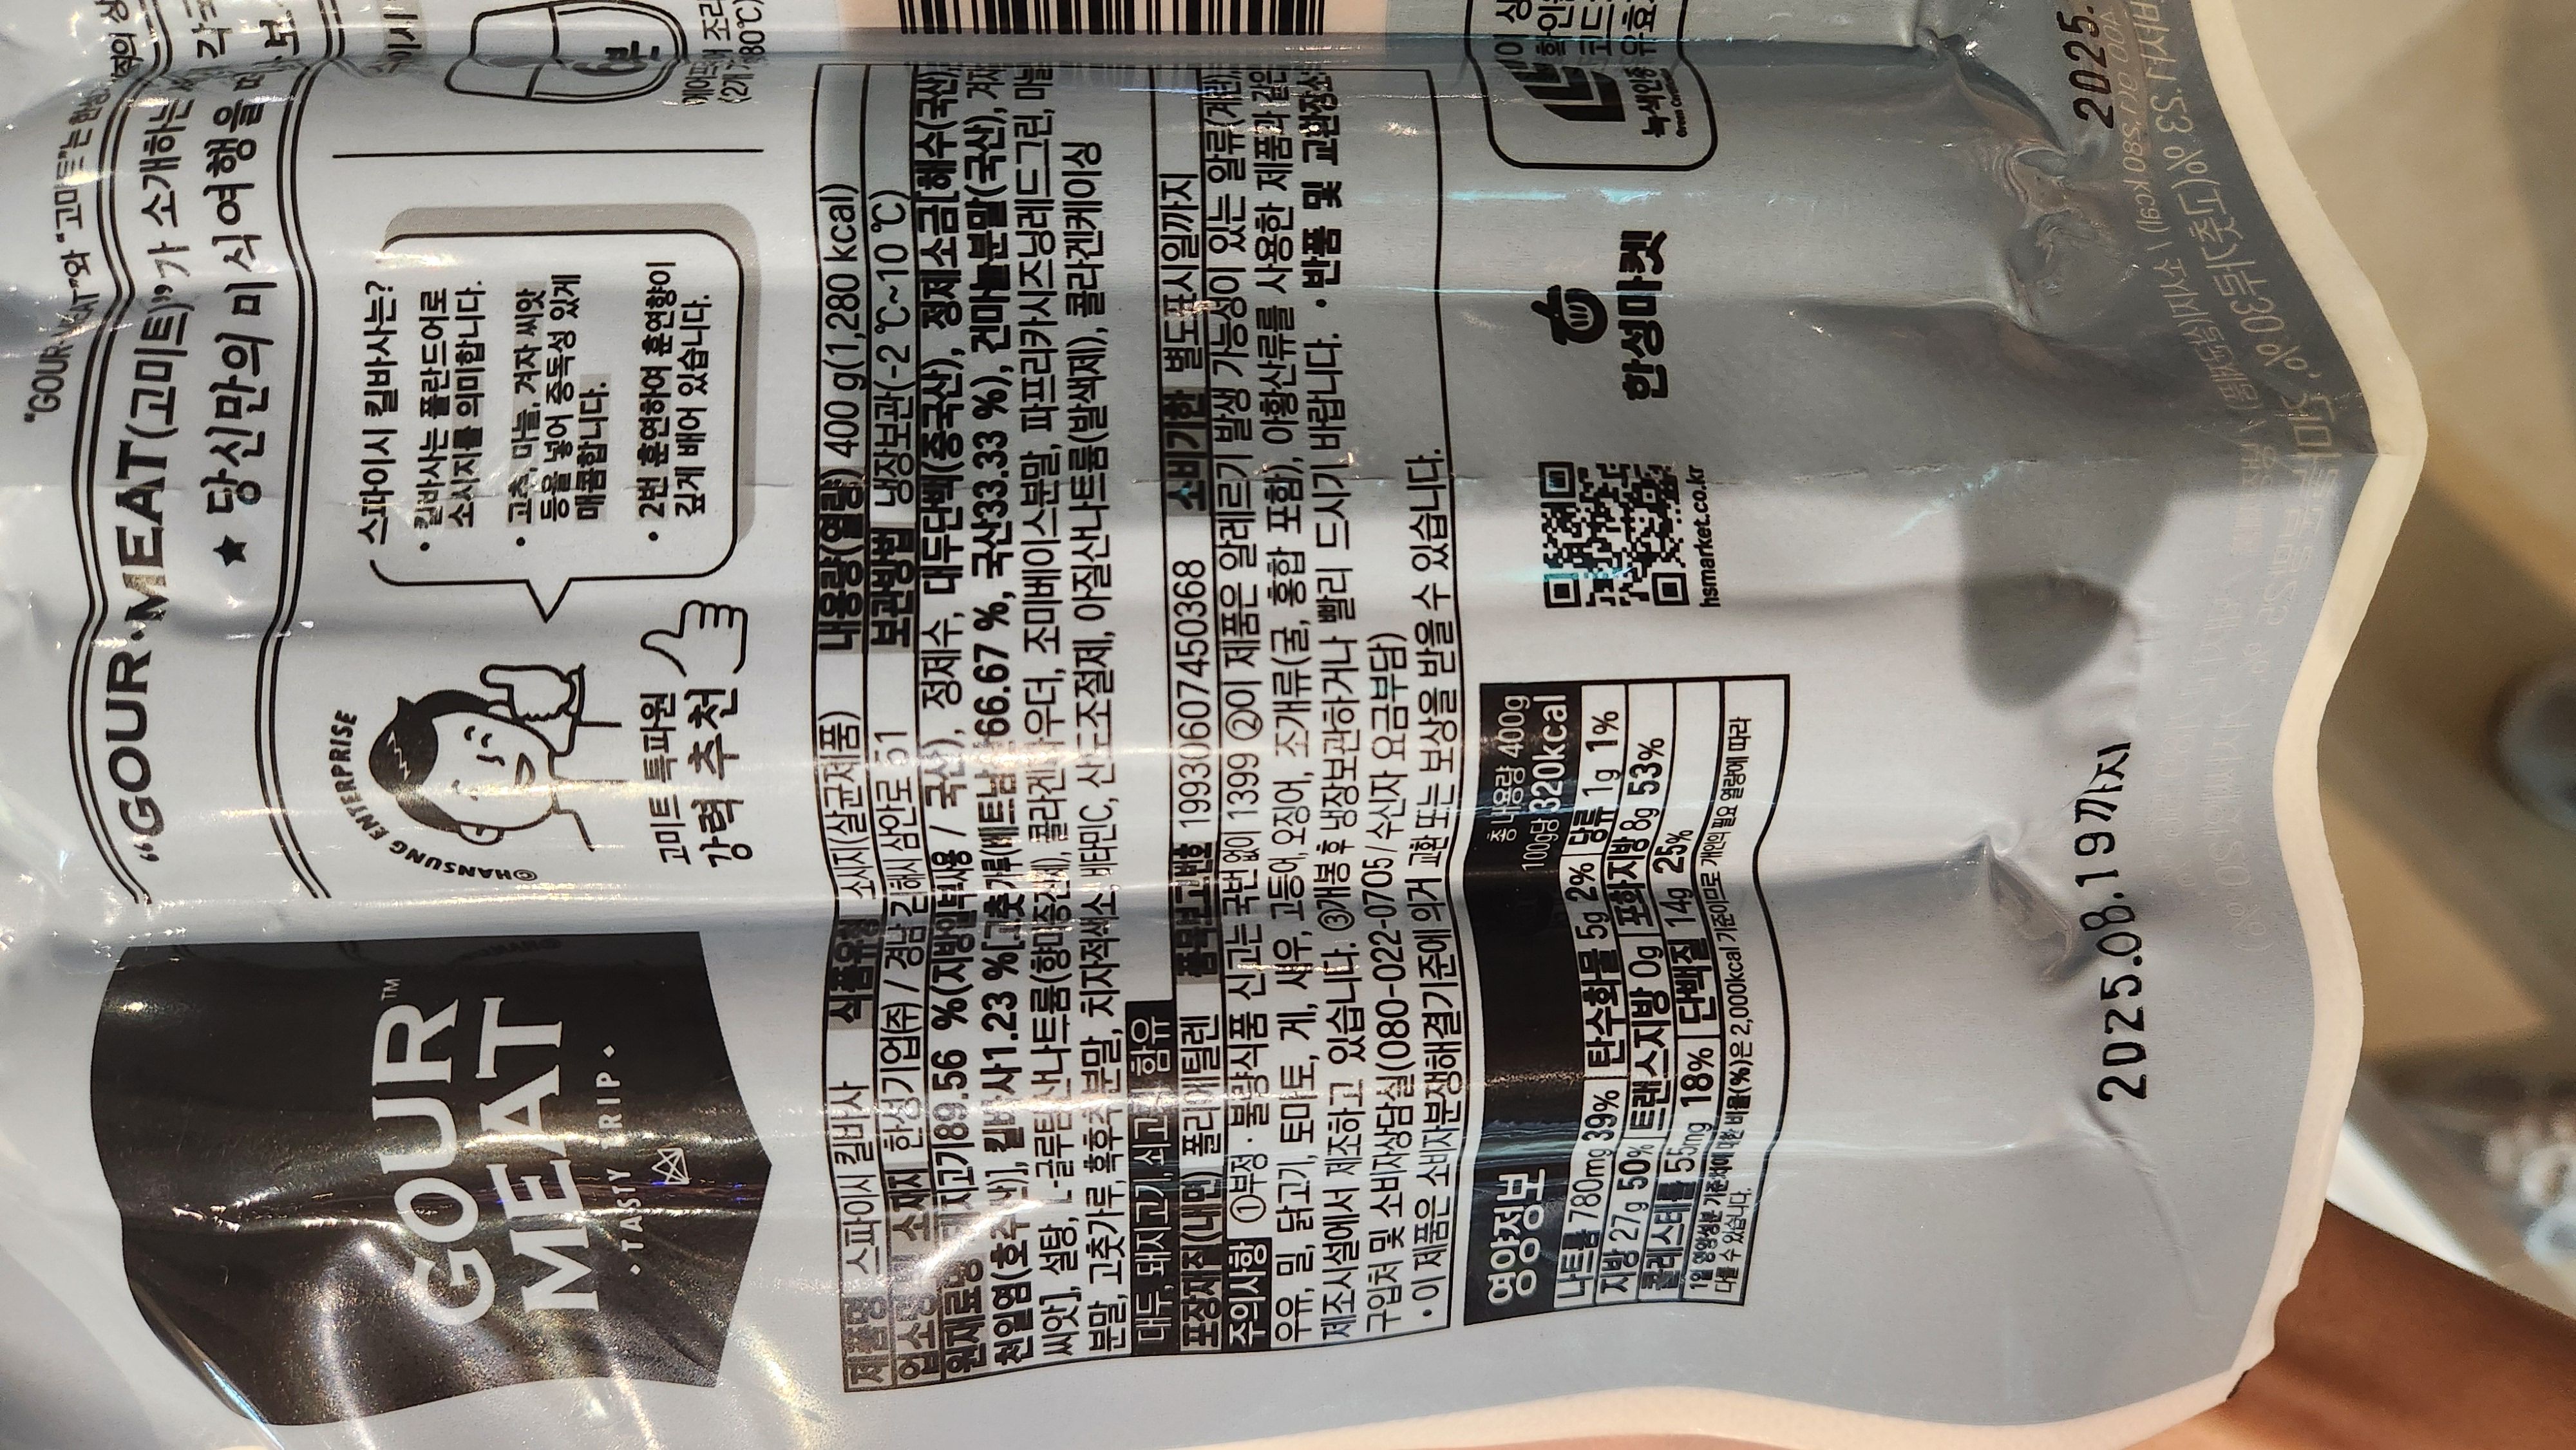 "GOUR·MEAT"와 "고미트"는 한성
"GOUR·MEAT(고미트)"가 소개하는
각국
★ 당신만의 미식여행을
GOUR™
MEAT
• TASTY TRIP •
©HANSUNG ENTERPRISE
고미트 특파원
강력 추천
스파이시 킬바사는?
• 킬바사는 폴란드어로
소시지를 의미합니다.
• 고추, 마늘, 겨자 씨앗
등을 넣어 중독성 있게
매콤합니다.
• 2번 훈연하여 훈연향이
깊게 배어 있습니다.
6분
조리
(2개
80℃)
제품명 스파이시 킬바사 식품유형 소시지(살균제품) 내용량(열량) 400 g(1,280 kcal)
업소명 및 소재지 한성기업(주) / 경남 김해시 삼안로 51 보관방법 냉장보관(-2 ℃~10 ℃)
원재료명 돼지고기89.56 %(지방일부사용 / 국산), 정제수, 대두단백(중국산), 정제소금[해수(국산),
천일염(호주산)], 킬바사1.23 %[고춧가루(베트남산66.67 %, 국산33.33 %), 건마늘분말(국산), 겨자
씨앗], 설탕, L-글루탐산나트륨(향미증진제), 콜라겐파우더, 조미베이스분말, 파프리카시즈닝레드그린, 마늘
분말, 고춧가루, 흑후추분말, 치자적색소, 비타민C, 산도조절제, 아질산나트륨(발색제), 콜라겐케이싱
대두, 돼지고기, 쇠고기 함유
포장재질(내면) 폴리에틸렌 품목보고번호 19930607450368 소비기한 별도표시일까지
주의사항 ①부정 · 불량식품 신고는 국번 없이 1399 ②이 제품은 알레르기 발생 가능성이 있는 알류(계란),
우유, 밀, 닭고기, 토마토, 게, 새우, 고등어, 오징어, 조개류(굴, 홍합 포함), 아황산류를 사용한 제품과 같은
제조시설에서 제조하고 있습니다. ③개봉 후 냉장보관하거나 빨리 드시기 바랍니다. • 반품 및 교환장소:
구입처 및 소비자상담실(080-022-0705/수신자 요금부담)
• 이 제품은 소비자분쟁해결기준에 의거 교환 또는 보상을 받을 수 있습니다.
영양정보 총 내용량 400g
100g당 320kcal
나트륨 780mg 39% 탄수화물 5g 2% 당류 1g 1%
지방 27g 50% 트랜스지방 0g 포화지방 8g 53%
콜레스테롤 55mg 18% 단백질 14g 25%
1일 영양성분 기준치에 대한 비율(%)은 2,000kcal 기준이므로 개인의 필요 열량에 따라
다를 수 있습니다.
hsmarket.co.kr
한성마켓
녹색인증
이 상
확인
코드
유효
2025.08.19까지
2025.